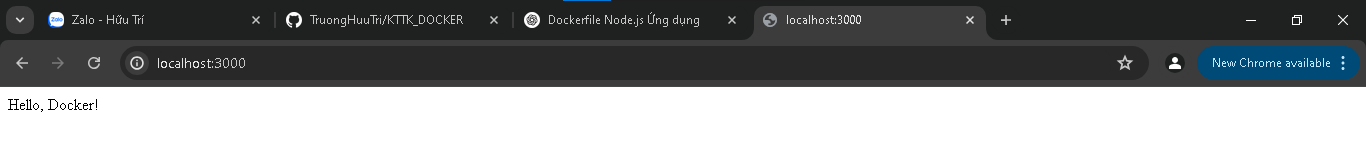 Zalo - Hữu Trí
TruongHuuTri/KTTK_DOCKER
Dockerfile Node.js Ứng dụng
localhost:3000
localhost:3000
New Chrome available
Hello, Docker!